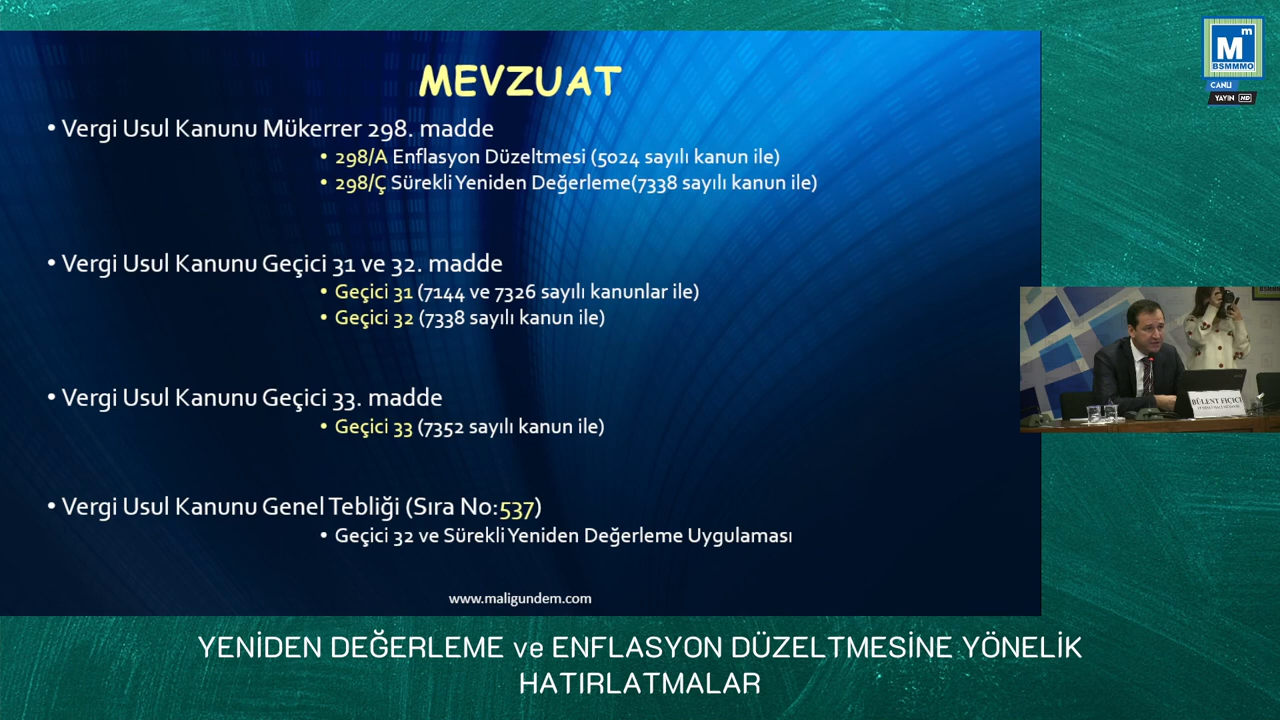 MEVZUAT
• Vergi Usul Kanunu Mükerrer 298. madde
• 298/A Enflasyon Düzeltmesi (5024 sayılı kanun ile)
• 298/Ç Sürekli Yeniden Değerleme(7338 sayılı kanun ile)
• Vergi Usul Kanunu Geçici 31 ve 32. madde
• Geçici 31 (7144 ve 7326 sayılı kanunlar ile)
• Geçici 32 (7338 sayılı kanun ile)
• Vergi Usul Kanunu Geçici 33. madde
• Geçici 33 (7352 sayılı kanun ile)
• Vergi Usul Kanunu Genel Tebliği (Sıra No:537)
• Geçici 32 ve Sürekli Yeniden Değerleme Uygulaması
www.maligundem.com
Mm
BSMMMO
CANLI
YAYIN HD
BÜLENT FIÇICI
YENİDEN DEĞERLEME ve ENFLASYON DÜZELTMESİNE YÖNELİK
HATIRLATMALAR